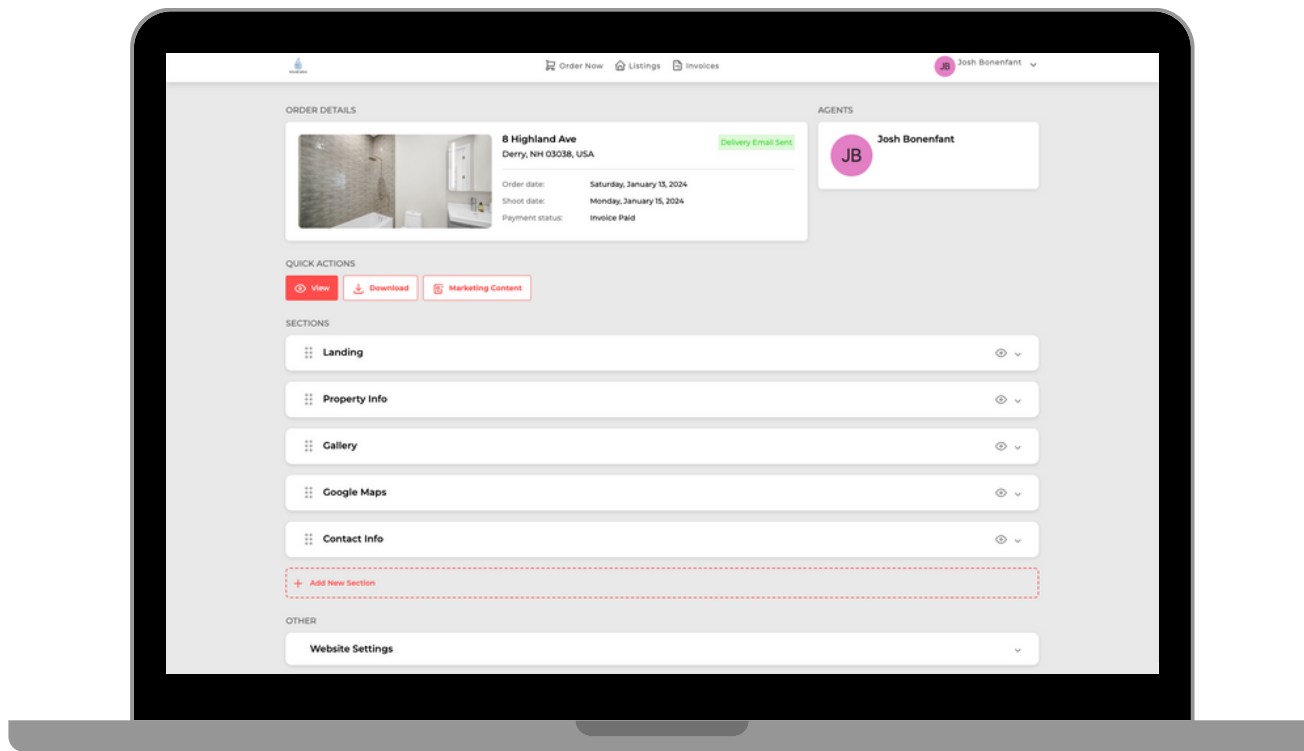 Order Now Listings Invoices
JB Josh Bonenfant
ORDER DETAILS
8 Highland Ave
Derry, NH 03038, USA
Delivery Email Sent
Order date: Saturday, January 13, 2024
Shoot date: Monday, January 15, 2024
Payment status: Invoice Paid
AGENTS
JB Josh Bonenfant
QUICK ACTIONS
View Download Marketing Content
SECTIONS
Landing
Property Info
Gallery
Google Maps
Contact Info
Add New Section
OTHER
Website Settings